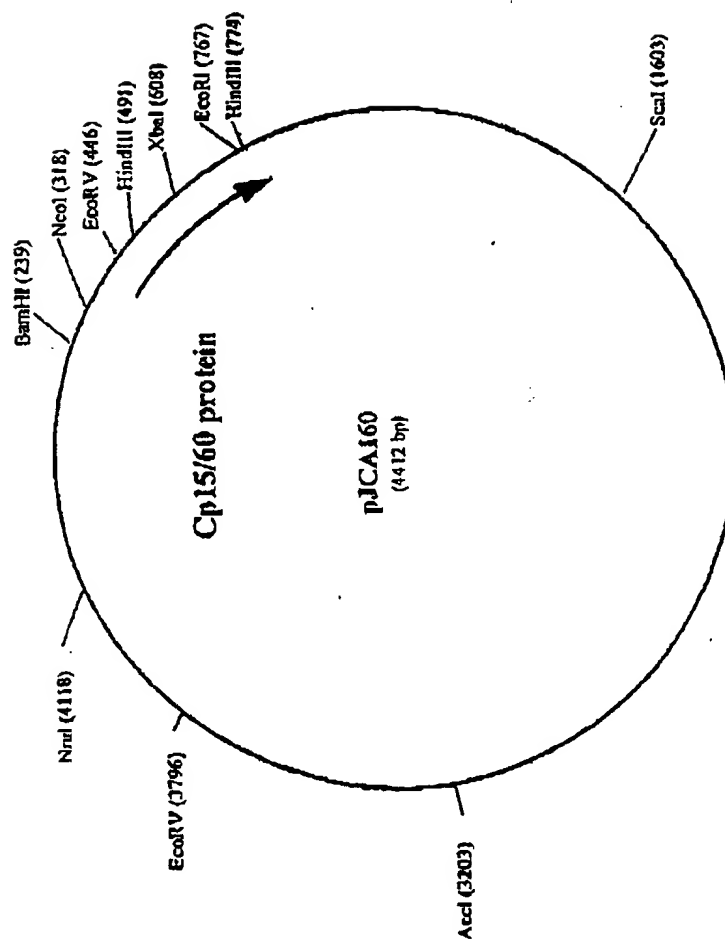 BamHI (239)
NcoI (318)
EcoRV (446)
HindIII (491)
XbaI (608)
EcoRI (767)
HindIII (774)
ScaI (1603)
Cp15/60 protein
pJCA160
(4412 bp)
NruI (4118)
EcoRV (3796)
AccI (3203)